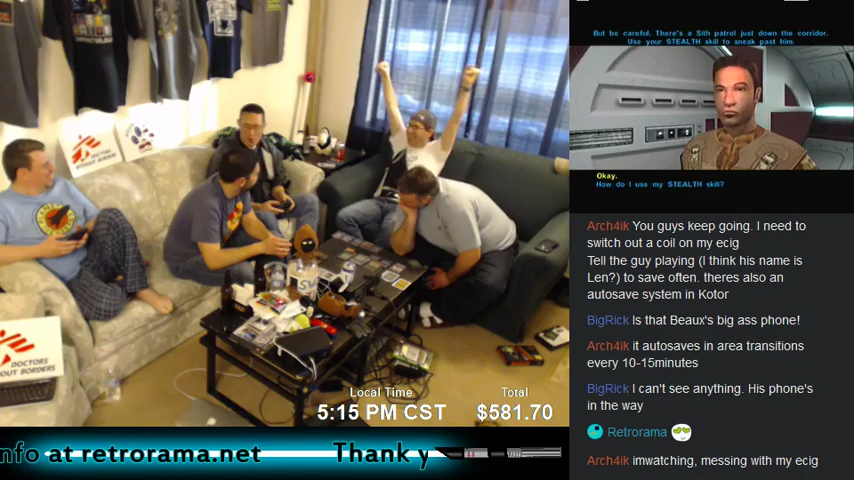 But be careful. There's a Sith patrol just down the corridor.
Use your STEALTH skill to sneak past him.
Okay.
How do I use my STEALTH skill?
Arch4ik You guys keep going. I need to
switch out a coil on my ecig
Tell the guy playing (I think his name is
Len?) to save often. theres also an
autosave system in Kotor
BigRick Is that Beaux's big ass phone!
Arch4ik it autosaves in area transitions
every 10-15minutes
BigRick I can't see anything. His phone's
in the way
Retrorama
Arch4ik imwatching, messing with my ecig
DOCTORS
WITHOUT BORDERS
DOCTORS
WITHOUT BORDERS
Local Time
5:15 PM CST
Total
$581.70
nfo at retrorama.net
Thank y